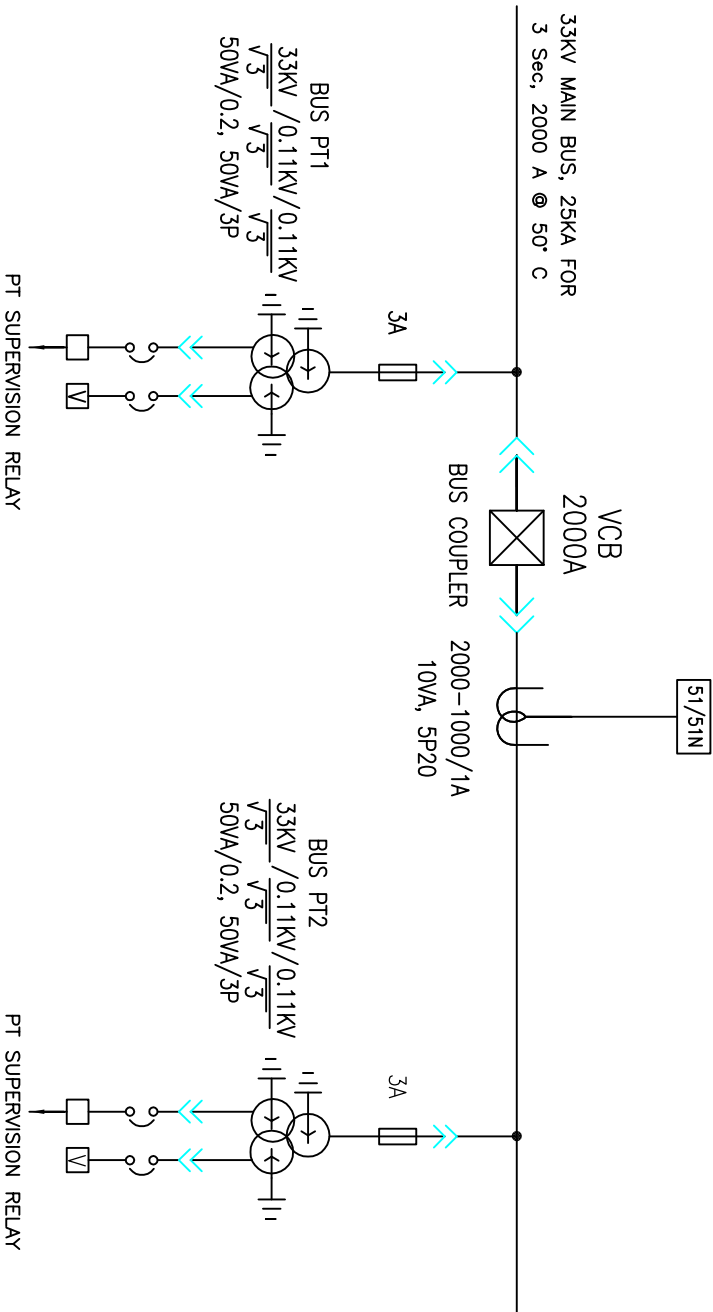 33KV MAIN BUS, 25KA FOR
3 Sec, 2000 A @ 50° C
BUS PT1
33KV/0.11KV/0.11KV
√3 √3 √3
50VA/0.2, 50VA/3P
3A
V
PT SUPERVISION RELAY
VCB
2000A
BUS COUPLER
2000-1000/1A
10VA, 5P20
51/51N
BUS PT2
33KV/0.11KV/0.11KV
√3 √3 √3
50VA/0.2, 50VA/3P
3A
V
PT SUPERVISION RELAY